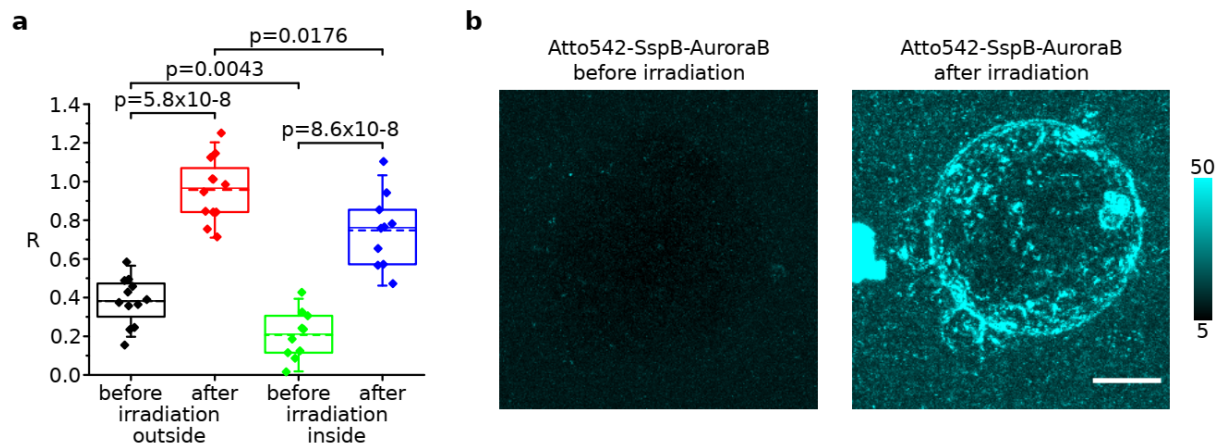 a
p=0.0176
p=0.0043
p=5.8x10-8
p=8.6x10-8
1.4
1.2
1.0
0.8
0.6
0.4
0.2
0.0
R
before after before after
irradiation irradiation
outside inside
b
Atto542-SspB-AuroraB
before irradiation
Atto542-SspB-AuroraB
after irradiation
50
5